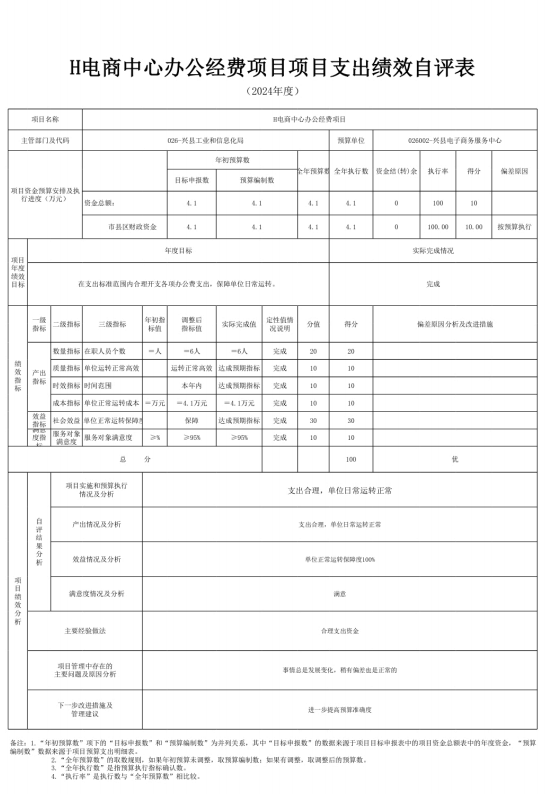 H电商中心办公经费项目项目支出绩效自评表
（2024年度）
项目名称 H电商中心办公经费项目
主管部门及代码 026-兴县工业和信息化局 预算单位 026002-兴县电子商务服务中心
项目资金预算安排及执行进度（万元） 年初预算数 全年预算数 全年执行数 资金结(转)余 执行率 得分 偏差原因
目标申报数 预算编制数
资金总额: 4.1 4.1 4.1 4.1 0 100 10
市县区财政资金 4.1 4.1 4.1 4.1 0 100.00 10.00 按预算执行
项目年度绩效目标 年度目标 实际完成情况
在支出标准范围内合理开支各项办公费支出，保障单位日常运转。 完成
绩效指标 一级指标 二级指标 三级指标 年初指标值 调整后指标值 实际完成值 定性值情况说明 分值 得分 偏差原因分析及改进措施
产出指标 数量指标 在职人员个数 ＝人 ＝6人 ＝6人 完成 20 20
质量指标 单位运转正常高效 运转正常高效 达成预期指标 完成 10 10
时效指标 时间范围 本年内 达成预期指标 完成 10 10
成本指标 单位正常运转成本 ＝万元 ＝4.1万元 ＝4.1万元 完成 10 10
效益指标 社会效益 单位正常运转保障 保障 达成预期指标 完成 30 30
满意度指标 服务对象满意度 服务对象满意度 ≥% ≥95% ≥95% 完成 10 10
总 分 100 优
项目绩效分析 自评结果分析 项目实施和预算执行情况及分析 支出合理，单位日常运转正常
产出情况及分析 支出合理，单位日常运转正常
效益情况及分析 单位正常运转保障度100%
满意度情况及分析 满意
主要经验做法 合理支出资金
项目管理中存在的主要问题及原因分析 事情总是发展变化，稍有偏差也是正常的
下一步改进措施及管理建议 进一步提高预算准确度
备注：1.“年初预算数”项下的“目标申报数”和“预算编制数”为并列关系，其中“目标申报数”的数据来源于项目目标申报表中的项目资金总额表中的年度资金，“预算
编制数”数据来源于项目预算支出明细表。
2.“全年预算数”的取数规则，如果年初预算未调整，取预算编制数；如果有调整，取调整后的预算数。
3.“全年执行数”是指预算执行指标确认数。
4.“执行率”是执行数与“全年预算数”相比较。